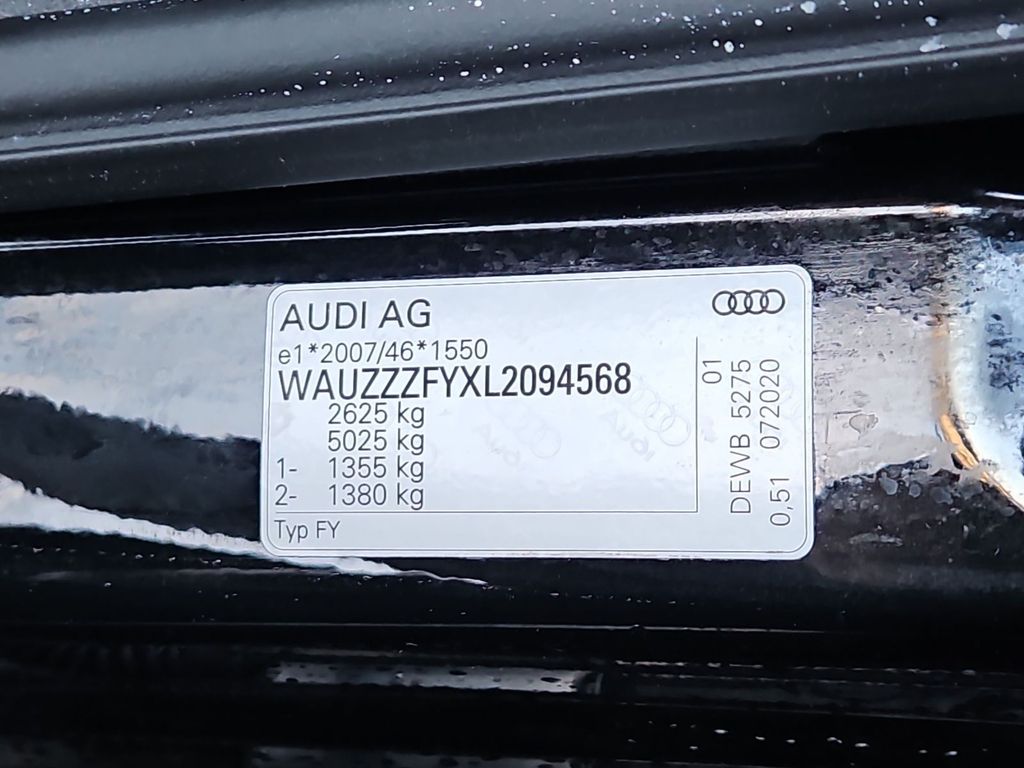 AUDI AG
e1*2007/46*1550
WAUZZZFYXL2094568
2625 kg
5025 kg
1- 1355 kg
2- 1380 kg
Typ FY
01
DEWB 5275
0,51 072020